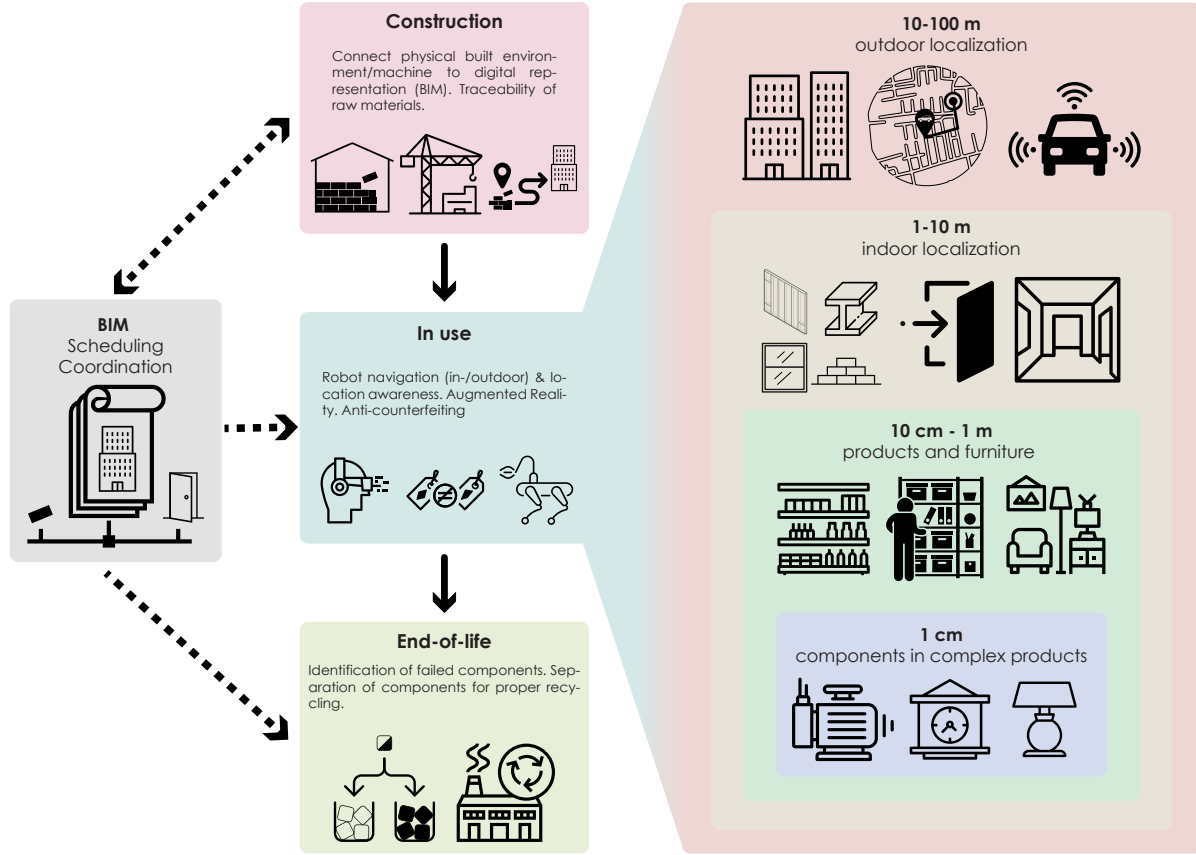 Construction
Connect physical built environ-
ment/machine to digital rep-
resentation (BIM). Traceability of
raw materials.
BIM
Scheduling
Coordination
In use
Robot navigation (in-/outdoor) & lo-
cation awareness. Augmented Reali-
ty. Anti-counterfeiting
End-of-life
Identification of failed components. Sep-
aration of components for proper recy-
cling.
10-100 m
outdoor localization
1-10 m
indoor localization
10 cm - 1 m
products and furniture
1 cm
components in complex products